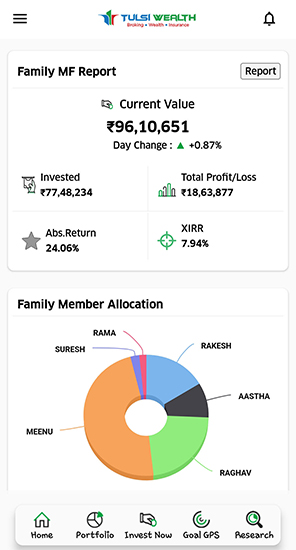 TULSI WEALTH
Broking • Wealth • Insurance
Family MF Report
Report
Current Value
₹96,10,651
Day Change : ▲ +0.87%
Invested
₹77,48,234
Total Profit/Loss
₹18,63,877
Abs.Return
24.06%
XIRR
7.94%
Family Member Allocation
RAMA
SURESH
RAKESH
AASTHA
MEENU
RAGHAV
Home
Portfolio
Invest Now
Goal GPS
Research